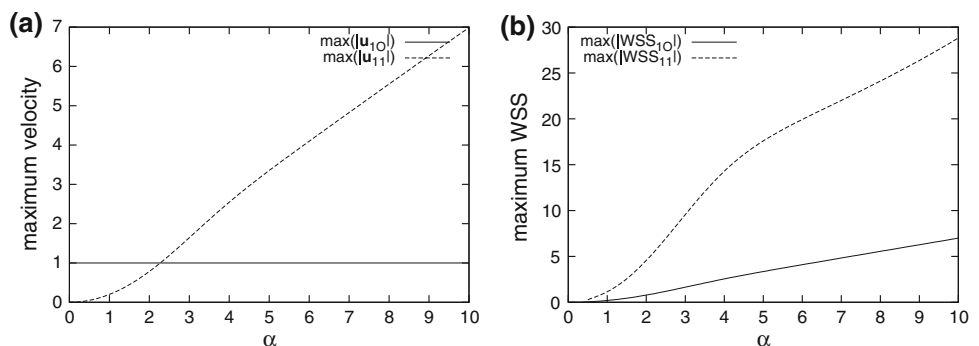 (a)
maximum velocity
7
6
5
4
3
2
1
0
max(|u₁₀|)
max(|u₁₁|)
0 1 2 3 4 5 6 7 8 9 10
α
(b)
maximum WSS
30
25
20
15
10
5
0
max(|WSS₁₀|)
max(|WSS₁₁|)
0 1 2 3 4 5 6 7 8 9 10
α